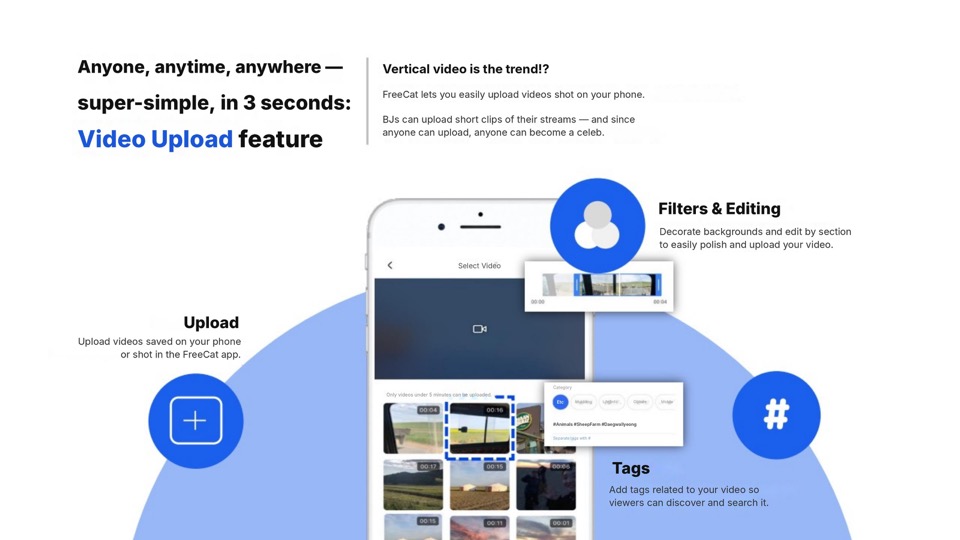 Anyone, anytime, anywhere —
super-simple, in 3 seconds:
Video Upload feature
Vertical video is the trend!?
FreeCat lets you easily upload videos shot on your phone.
BJs can upload short clips of their streams — and since
anyone can upload, anyone can become a celeb.
Filters & Editing
Decorate backgrounds and edit by section
to easily polish and upload your video.
Select Video
00:00
00:04
Upload
Upload videos saved on your phone
or shot in the FreeCat app.
Only videos under 5 minutes can be uploaded.
00:04
00:16
Category
Etc
#Animals #SheepFarm #Daegwallyeong
#
00:17
00:15
00:15
00:11
00:01
Tags
Add tags related to your video so
viewers can discover and search it.